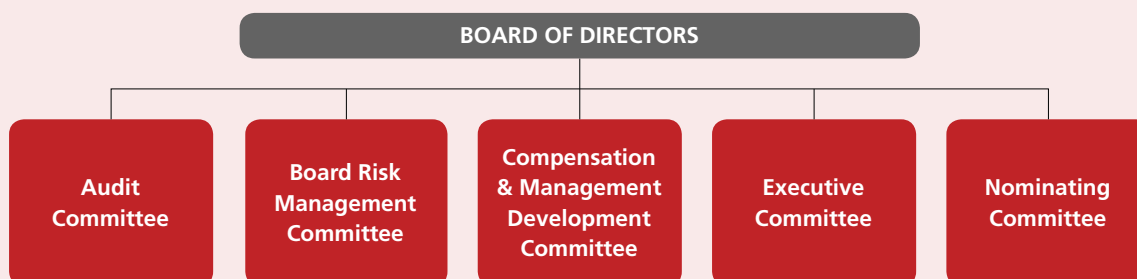 BOARD OF DIRECTORS
Audit
Committee
Board Risk
Management
Committee
Compensation
& Management
Development
Committee
Executive
Committee
Nominating
Committee